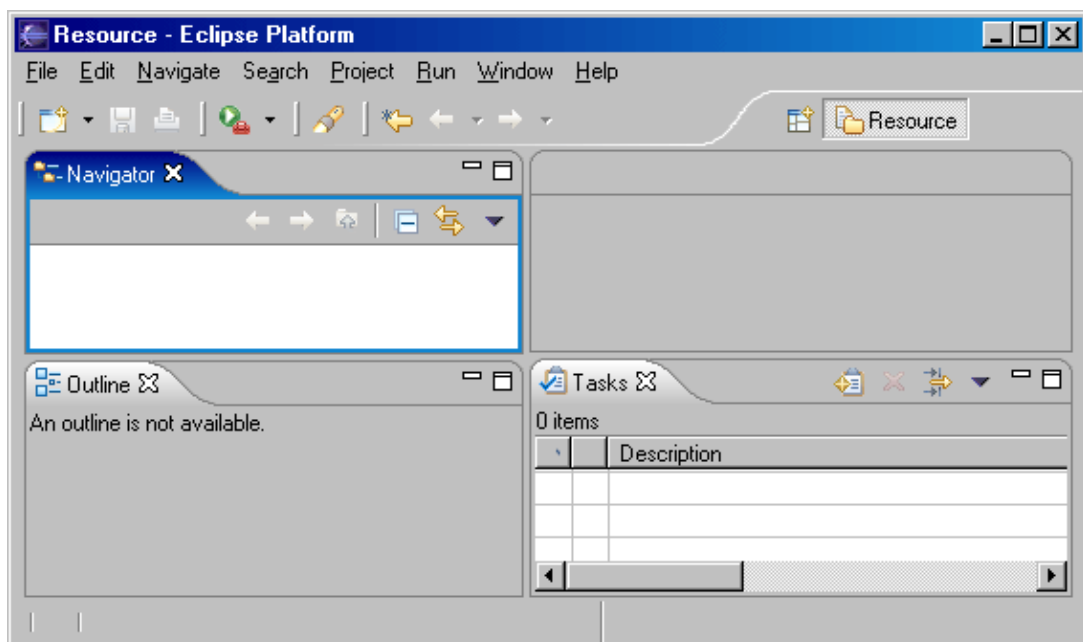 Resource - Eclipse Platform
File Edit Navigate Search Project Run Window Help
Resource
Navigator
Outline
An outline is not available.
Tasks
0 items
Description